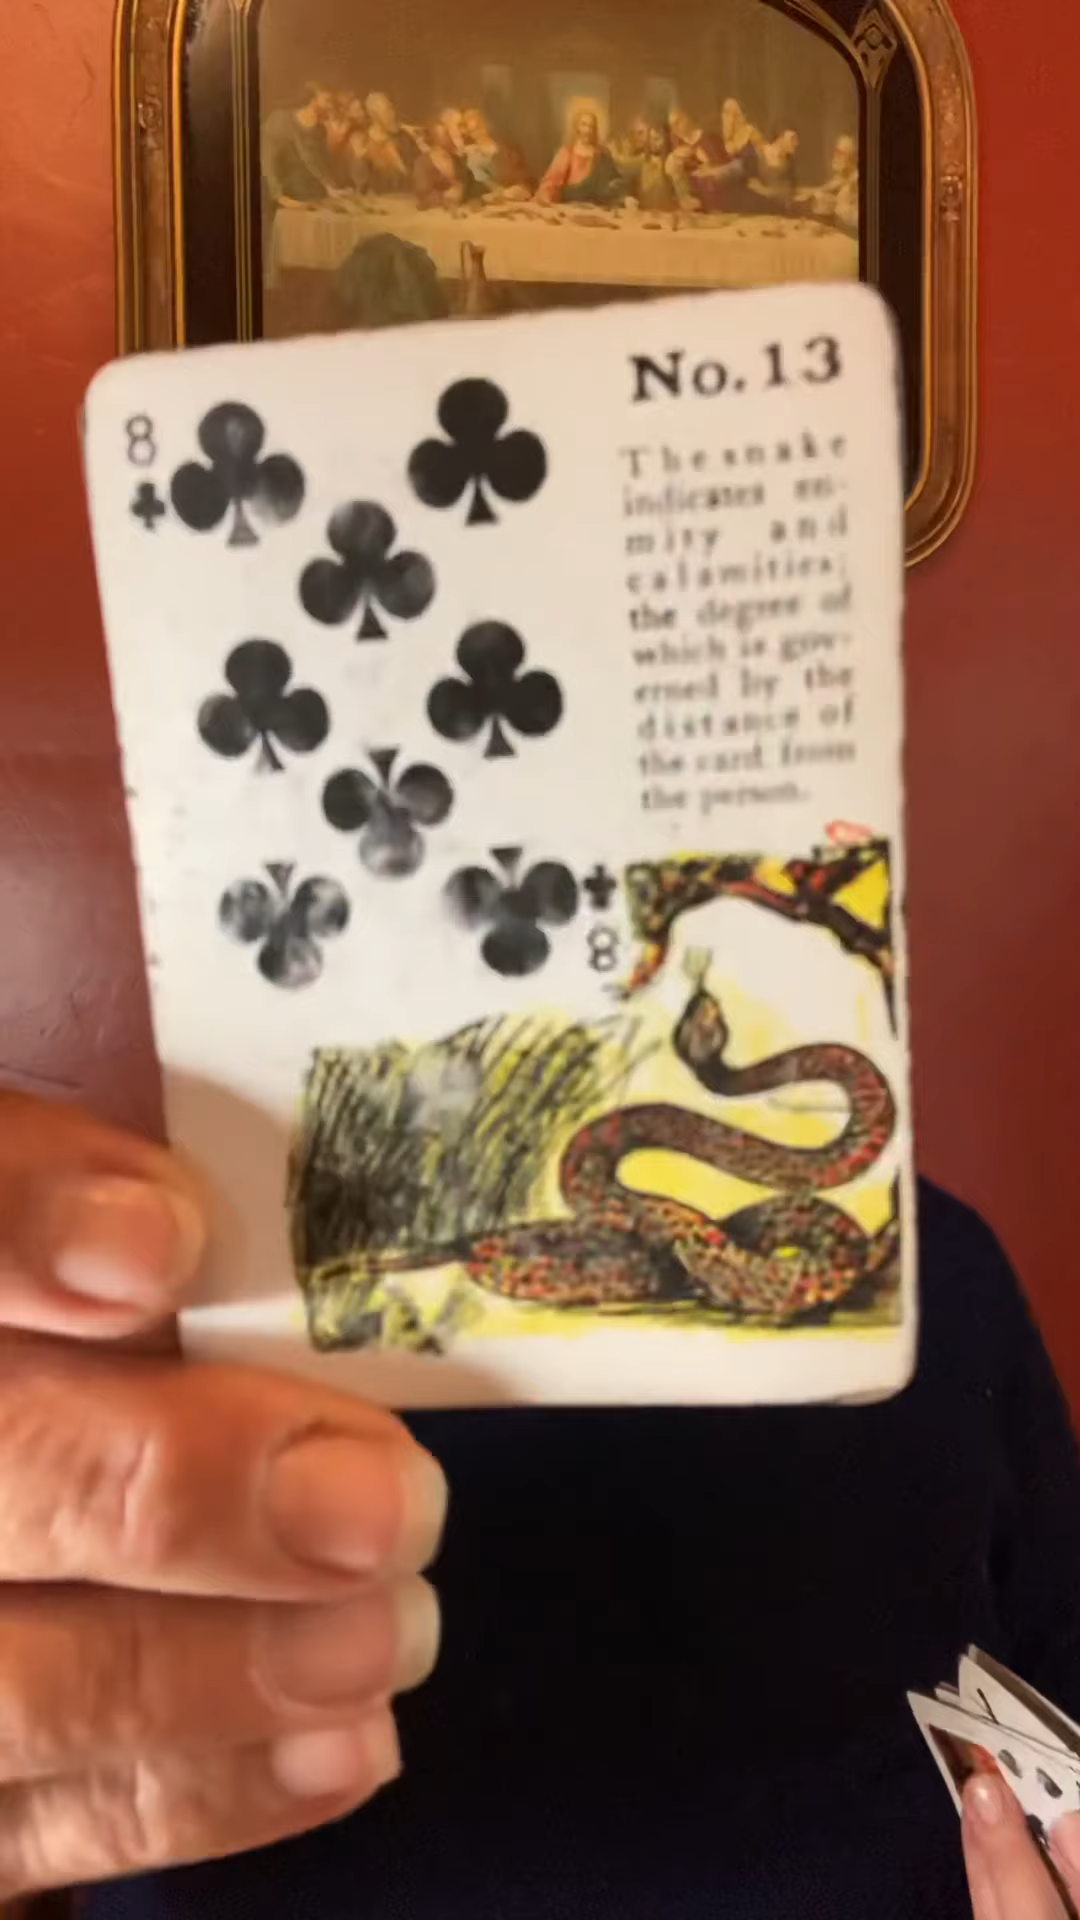 No. 13
8
The snake
indicates en-
mity and
calamities;
the degree of
which is gov-
erned by the
distance of
the card from
the person.
8